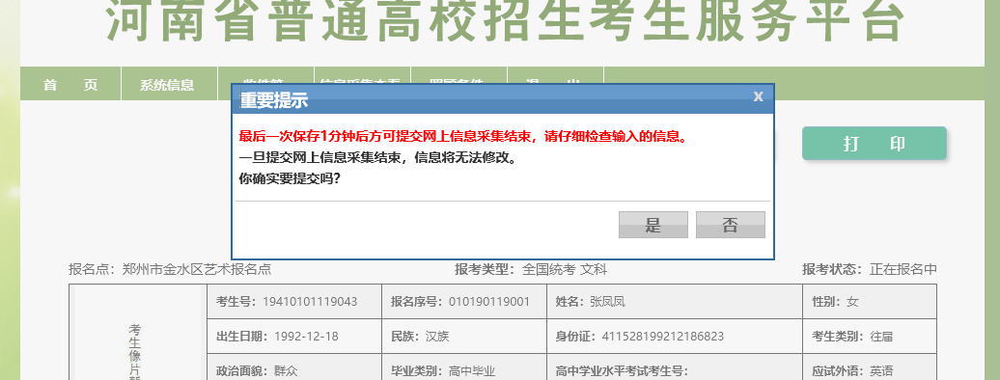 河南省普通高校招生考生服务平台
首 页
系统信息
重要提示
X
最后一次保存1分钟后方可提交网上信息采集结束，请仔细检查输入的信息。
一旦提交网上信息采集结束，信息将无法修改。
你确实要提交吗?
是 否
打 印
报名点：郑州市金水区艺术报名点 报考类型：全国统考 文科 报考状态：正在报名中
考生号：19410101119043 报名序号：010190119001 姓名：张凤凤 性别：女
出生日期：1992-12-18 民族：汉族 身份证：411528199212186823 考生类别：往届
政治面貌：群众 毕业类别：高中毕业 高中学业水平考试考生号： 应试外语：英语
考生像片